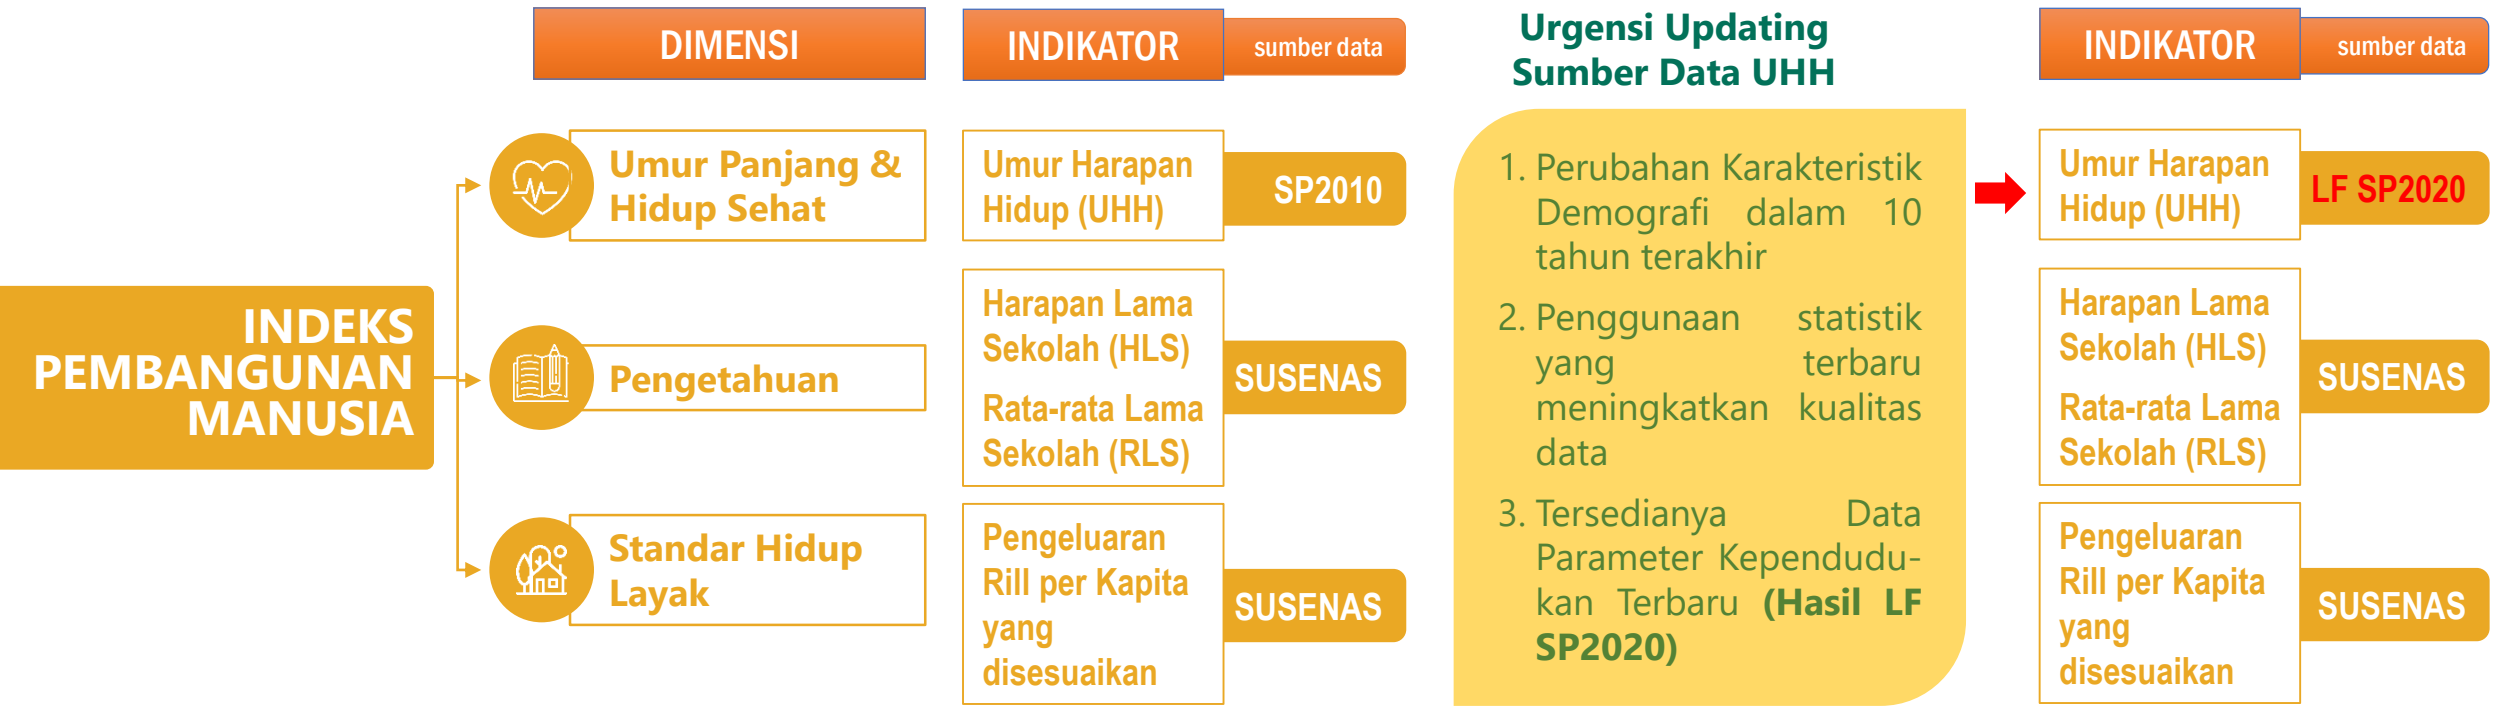 INDEKS
PEMBANGUNAN
MANUSIA
DIMENSI
Umur Panjang &
Hidup Sehat
Pengetahuan
Standar Hidup
Layak
INDIKATOR
sumber data
Umur Harapan
Hidup (UHH)
SP2010
Harapan Lama
Sekolah (HLS)
Rata-rata Lama
Sekolah (RLS)
SUSENAS
Pengeluaran
Rill per Kapita
yang
disesuaikan
SUSENAS
Urgensi Updating
Sumber Data UHH
1. Perubahan Karakteristik
Demografi dalam 10
tahun terakhir
2. Penggunaan statistik
yang terbaru
meningkatkan kualitas
data
3. Tersedianya Data
Parameter Kependudu-
kan Terbaru (Hasil LF
SP2020)
INDIKATOR
sumber data
Umur Harapan
Hidup (UHH)
LF SP2020
Harapan Lama
Sekolah (HLS)
Rata-rata Lama
Sekolah (RLS)
SUSENAS
Pengeluaran
Rill per Kapita
yang
disesuaikan
SUSENAS